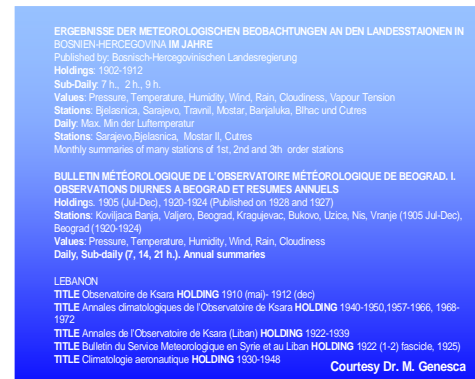 ERGEBNISSE DER METEOROLOGISCHEN BEOBACHTUNGEN AN DEN LANDESSTAIONEN IN
BOSNIEN-HERCEGOVINA IM JAHRE
Published by: Bosnisch-Hercegovinischen Landesregierung
Holdings: 1902-1912
Sub-Daily: 7 h., 2 h., 9 h.
Values: Pressure, Temperature, Humidity, Wind, Rain, Cloudiness, Vapour Tension
Stations: Bjelasnica, Sarajevo, Travnil, Mostar, Banjaluka, BIhac und Cutres
Daily: Max. Min der Luftemperatur
Stations: Sarajevo,Bjelasnica, Mostar II, Cutres
Monthly summaries of many stations of 1st, 2nd and 3th order stations
BULLETIN MÉTÉOROLOGIQUE DE L'OBSERVATOIRE MÉTÉOROLOGIQUE DE BEOGRAD. I.
OBSERVATIONS DIURNES A BEOGRAD ET RESUMES ANNUELS
Holdings. 1905 (Jul-Dec), 1920-1924 (Published on 1928 and 1927)
Stations: Koviljaca Banja, Valjero, Beograd, Kragujevac, Bukovo, Uzice, Nis, Vranje (1905 Jul-Dec),
Beograd (1920-1924)
Values: Pressure, Temperature, Humidity, Wind, Rain, Cloudiness
Daily, Sub-daily (7, 14, 21 h.). Annual summaries
LEBANON
TITLE Observatoire de Ksara HOLDING 1910 (mai)- 1912 (dec)
TITLE Annales climatologiques de l'Observatoire de Ksara HOLDING 1940-1950,1957-1966, 1968-
1972
TITLE Annales de l'Observatoire de Ksara (Liban) HOLDING 1922-1939
TITLE Bulletin du Service Meteorologique en Syrie et au Liban HOLDING 1922 (1-2) fascicle, 1925)
TITLE Climatologie aeronautique HOLDING 1930-1948
Courtesy Dr. M. Genesca